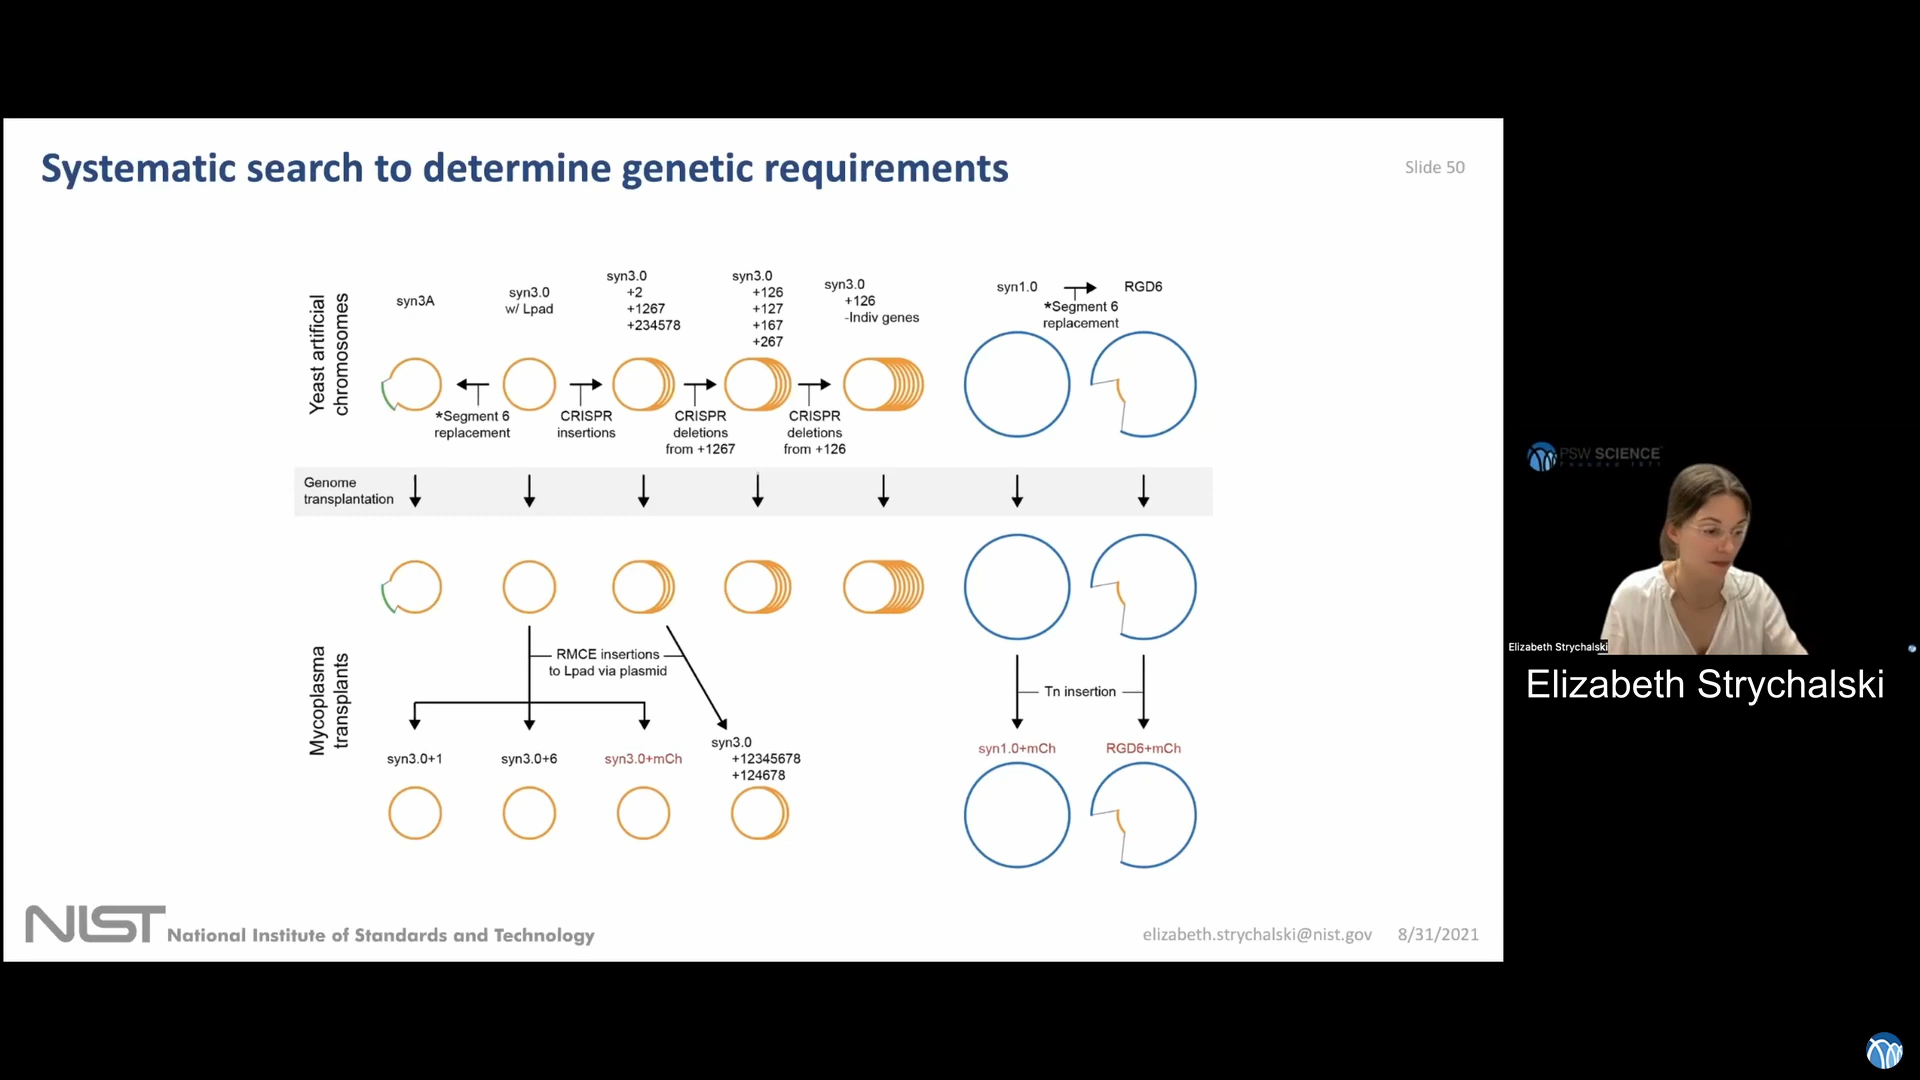 Systematic search to determine genetic requirements
Slide 50
Yeast artificial
chromosomes
syn3A
syn3.0
w/ Lpad
syn3.0
+2
+1267
+234578
syn3.0
+126
+127
+167
+267
syn3.0
+126
-Indiv genes
syn1.0
RGD6
*Segment 6
replacement
*Segment 6
replacement
CRISPR
insertions
CRISPR
deletions
from +1267
CRISPR
deletions
from +126
Genome
transplantation
Mycoplasma
transplants
RMCE insertions
to Lpad via plasmid
Tn insertion
syn3.0+1
syn3.0+6
syn3.0+mCh
syn3.0
+12345678
+124678
syn1.0+mCh
RGD6+mCh
NIST National Institute of Standards and Technology
elizabeth.strychalski@nist.gov 8/31/2021
PSW SCIENCE
Founded 1871
Elizabeth Strychalski
Elizabeth Strychalski